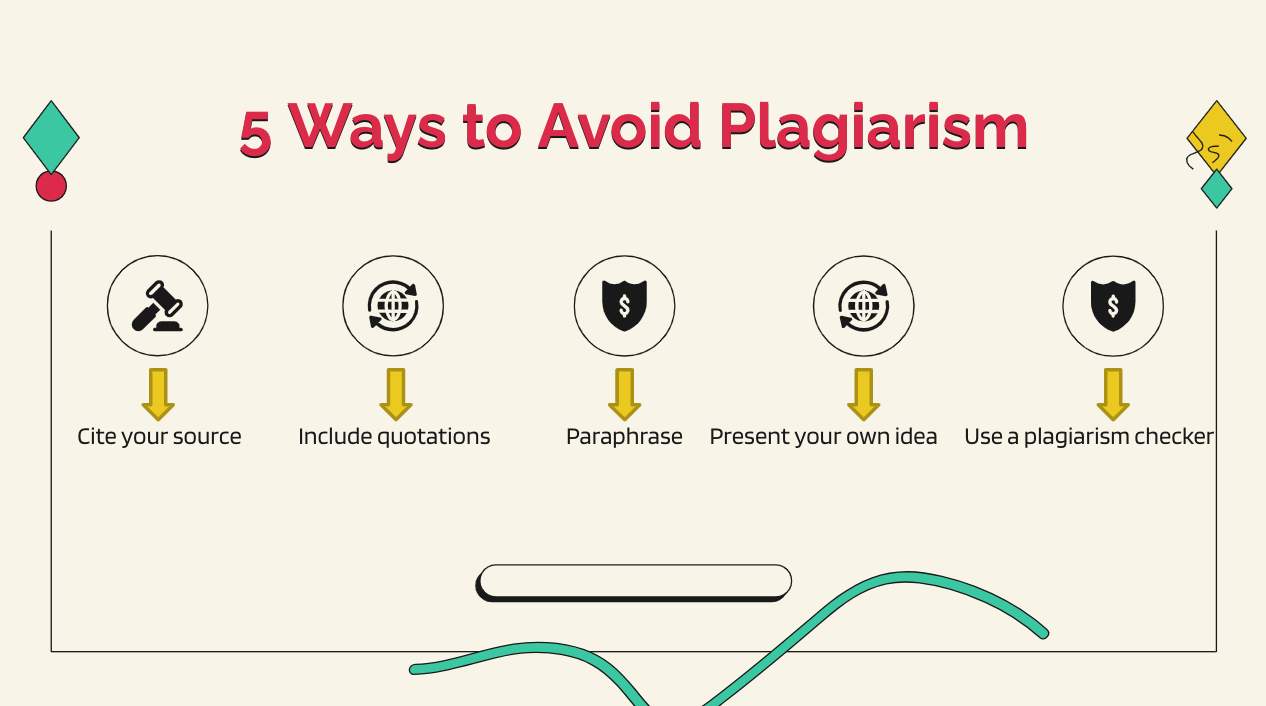 5 Ways to Avoid Plagiarism
$
$
Cite your source
Include quotations
Paraphrase
Present your own idea
Use a plagiarism checker